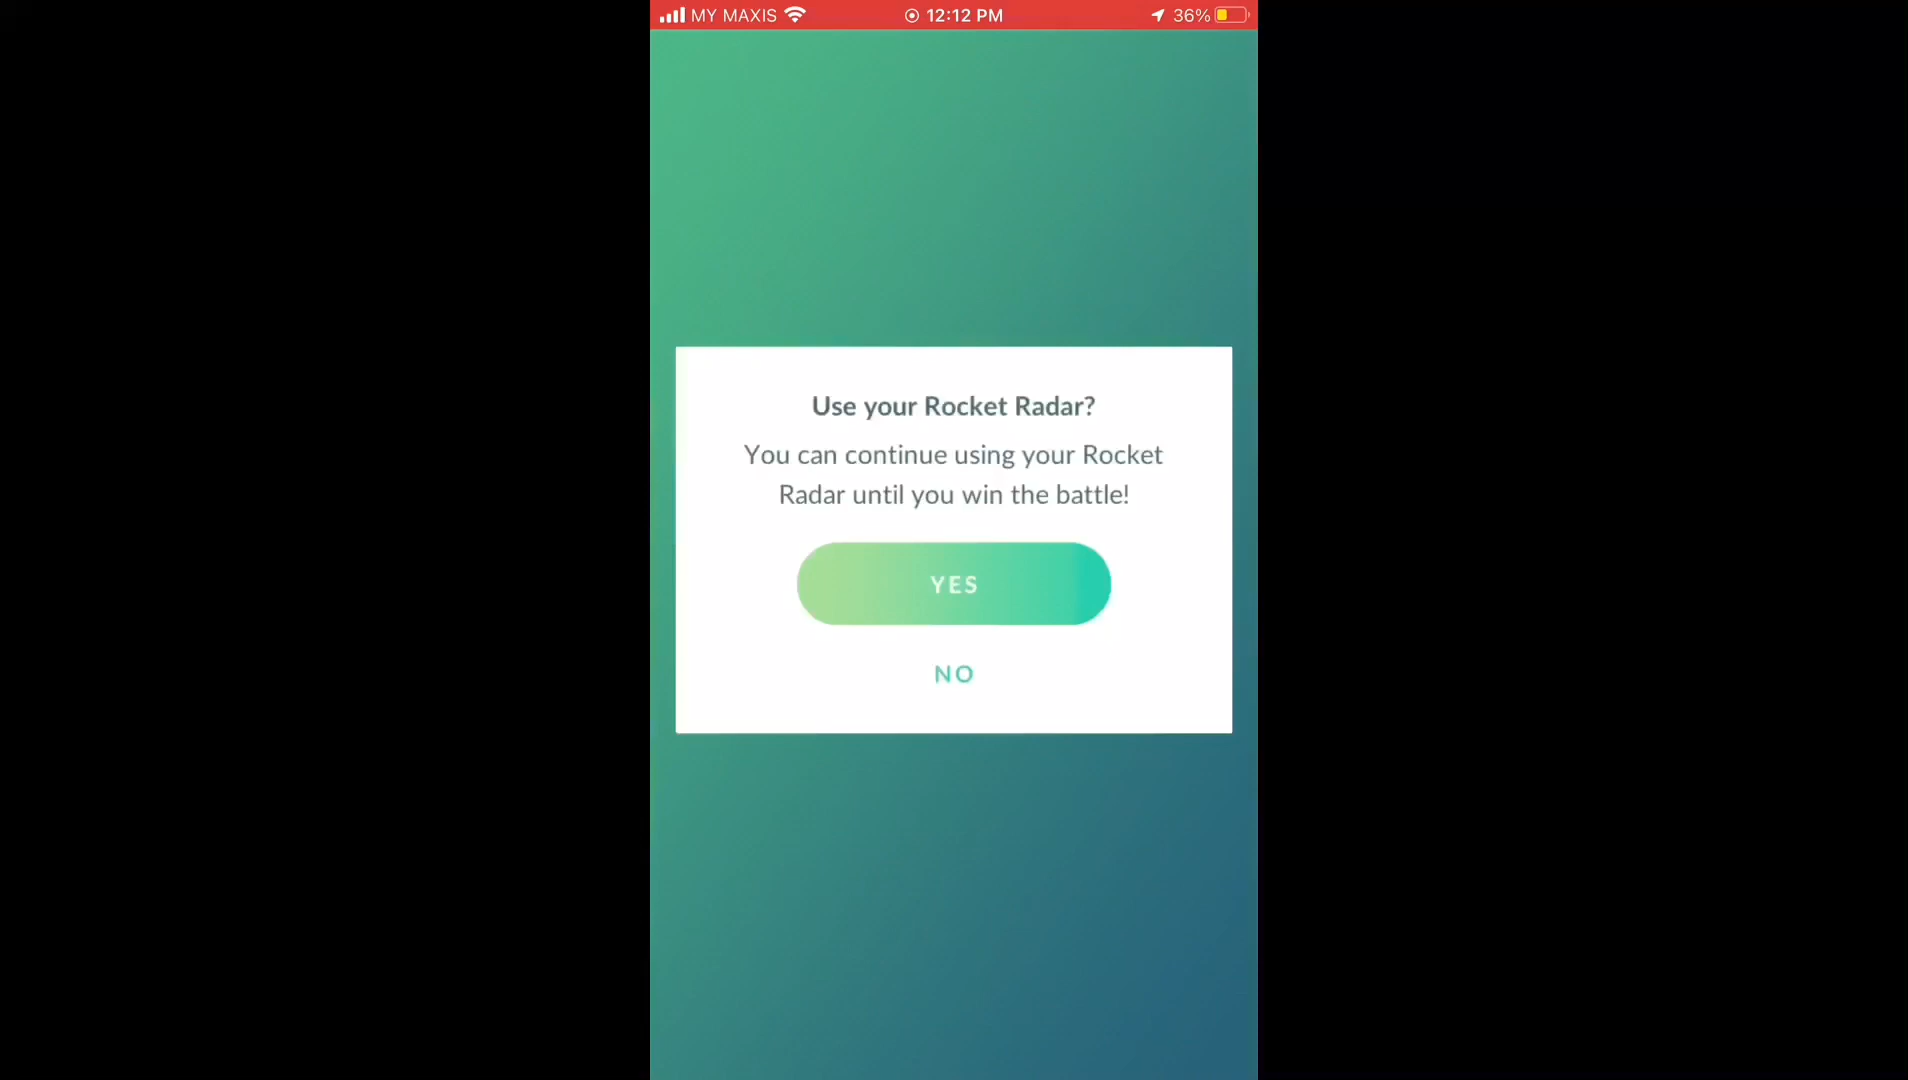 MY MAXIS 12:12 PM 36%
Use your Rocket Radar?
You can continue using your Rocket
Radar until you win the battle!
YES
NO